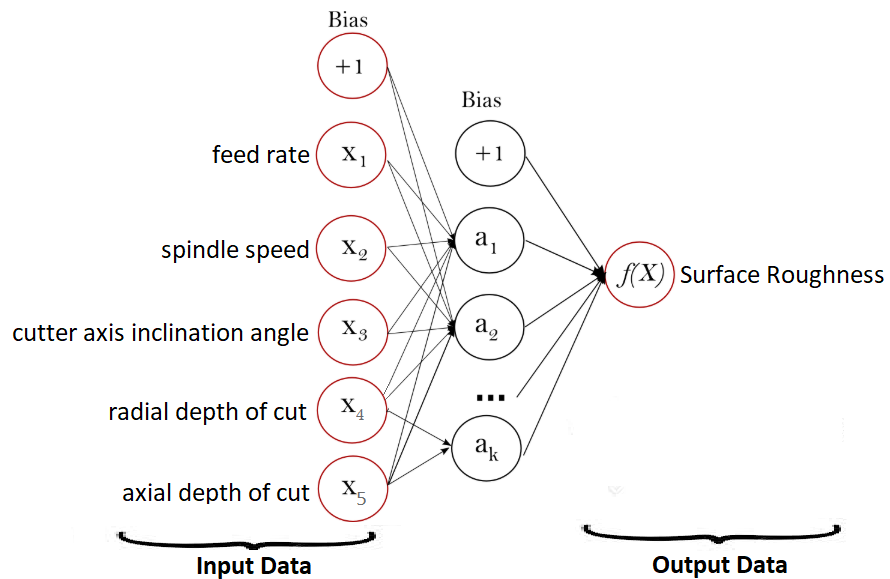 Bias
+1
Bias
feed rate
x1
+1
spindle speed
x2
a1
f(X)
Surface Roughness
cutter axis inclination angle
x3
a2
...
radial depth of cut
x4
ak
axial depth of cut
x5
Input Data
Output Data